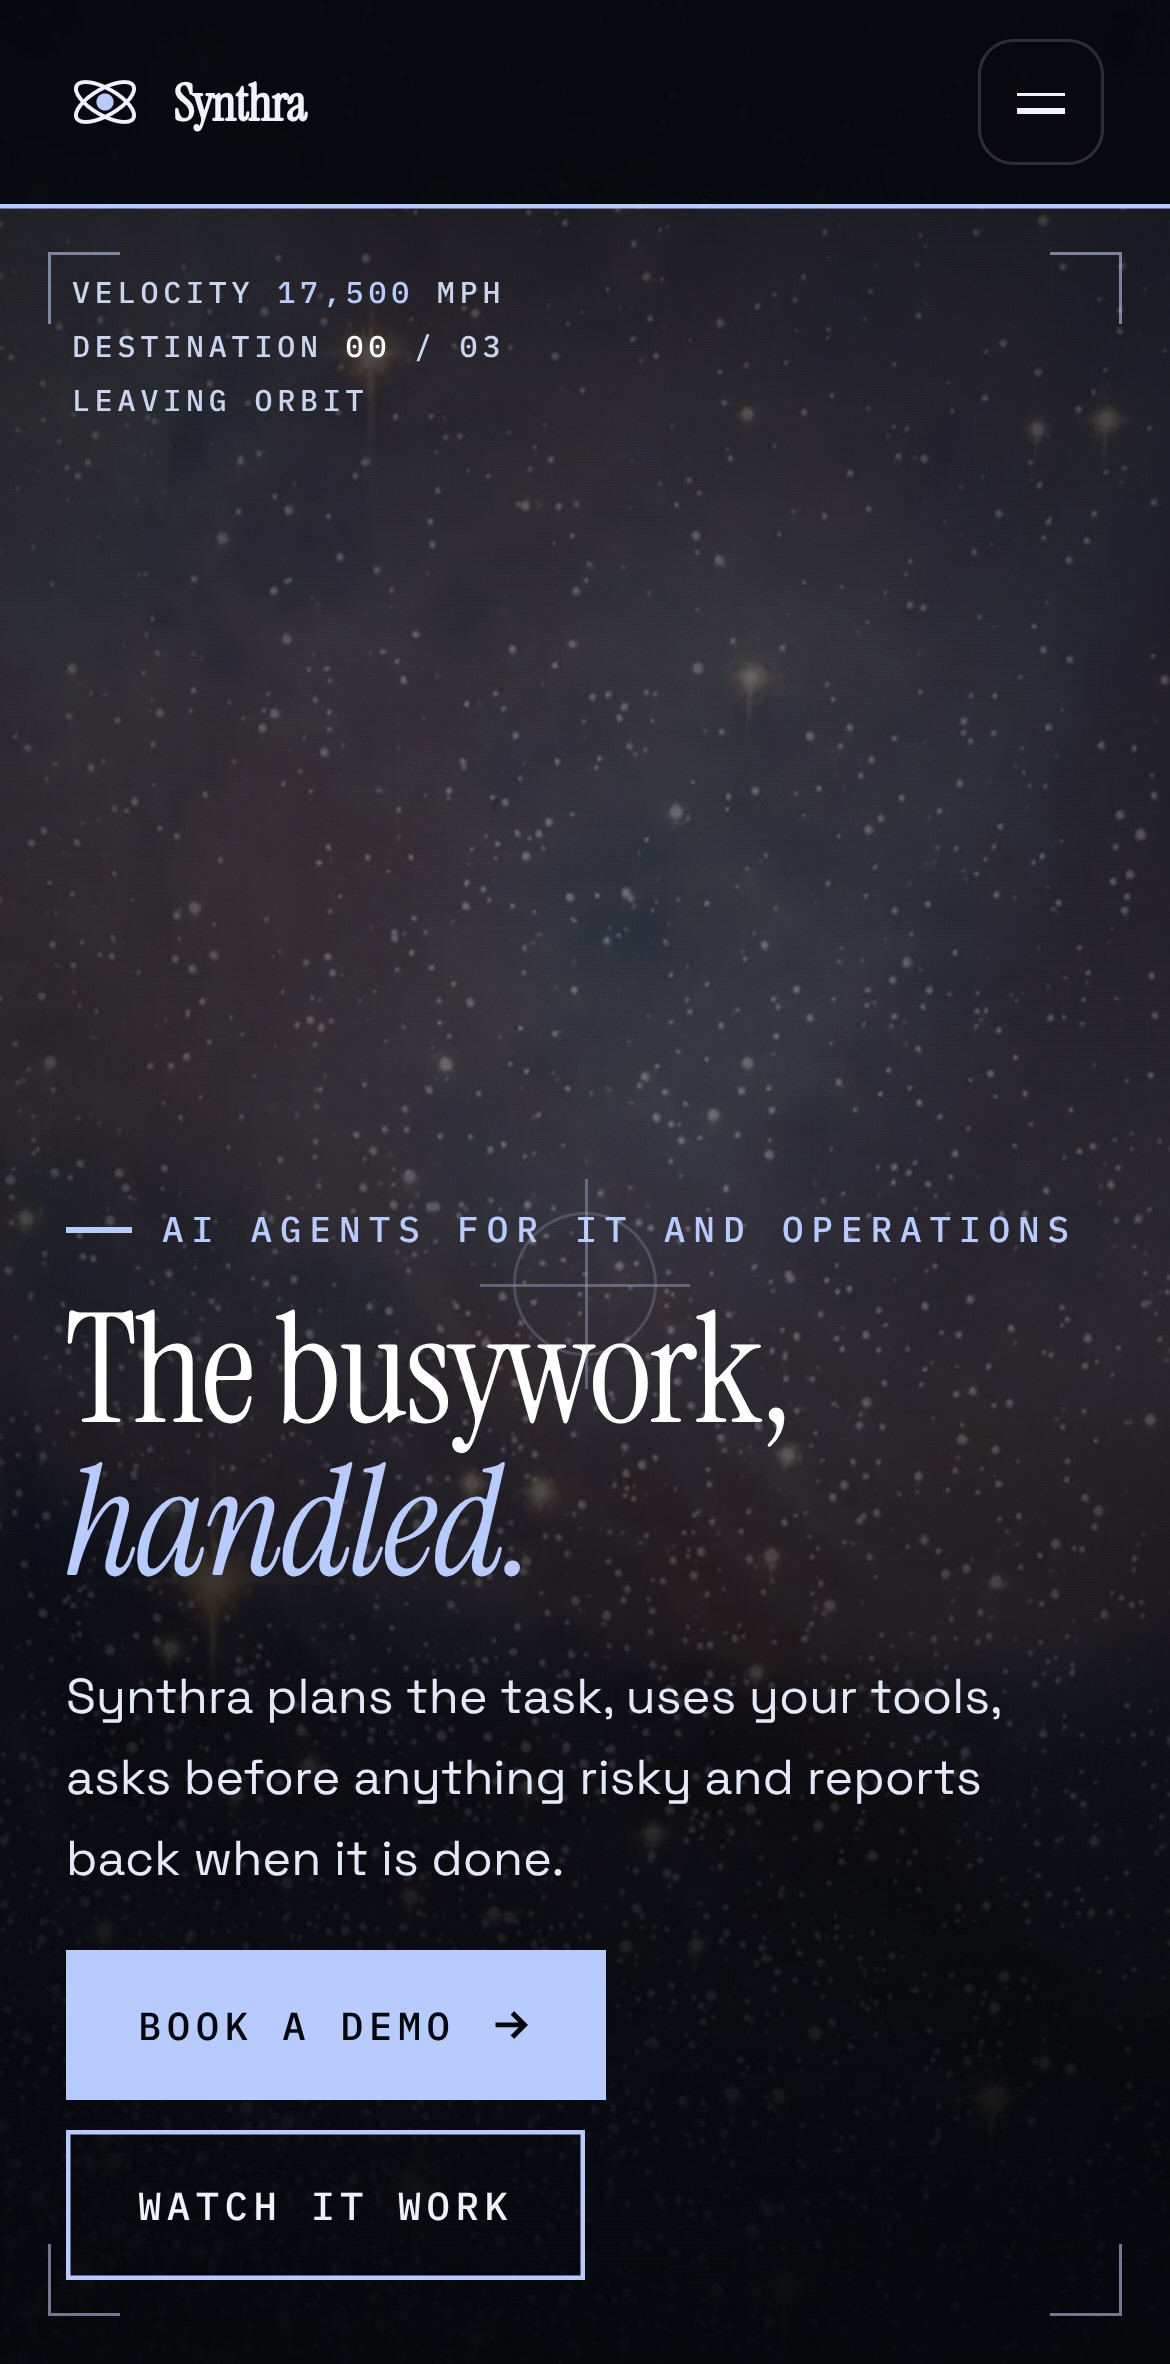 Synthra
VELOCITY 17,500 MPH
DESTINATION 00 / 03
LEAVING ORBIT
AI AGENTS FOR IT AND OPERATIONS
The busywork,
handled.
Synthra plans the task, uses your tools,
asks before anything risky and reports
back when it is done.
BOOK A DEMO →
WATCH IT WORK